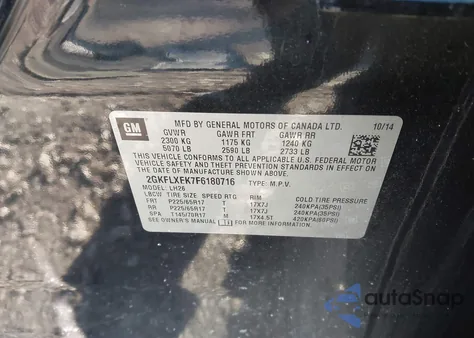 GM
MFD BY GENERAL MOTORS OF CANADA LTD. 10/14
GVWR GAWR FRT GAWR RR
2300 KG 1175 KG 1240 KG
5070 LB 2590 LB 2733 LB
THIS VEHICLE CONFORMS TO ALL APPLICABLE U.S. FEDERAL MOTOR
VEHICLE SAFETY, BUMPER, AND THEFT PREVENTION STANDARDS
IN EFFECT ON THE DATE OF MANUFACTURE SHOWN ABOVE.
2GKFLXEK7F6180716 TYPE: M.P.V.
MODEL: LH26
LBCW TIRE SIZE SPEED RTG RIM COLD TIRE PRESSURE
FRT P225/65R17 T 17X7J 240KPA(35PSI)
RR P225/65R17 T 17X7J 240KPA(35PSI)
SPA T145/70R17 M 17X4.5T 420KPA(60PSI)
SEE OWNER'S MANUAL FOR ADDITIONAL INFORMATION.
autoSnap